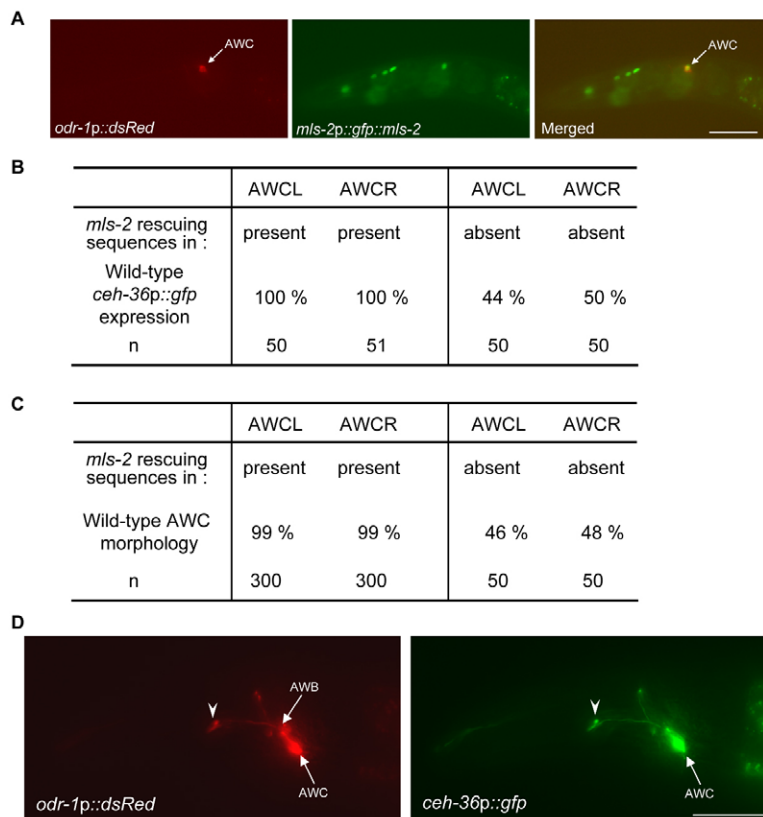 A
AWC
AWC
odr-1p::dsRed
mls-2p::gfp::mls-2
Merged
B
AWCL AWCR AWCL AWCR
mls-2 rescuing
sequences in :
present present absent absent
Wild-type
ceh-36p::gfp
expression
100 % 100 % 44 % 50 %
n 50 51 50 50
C
AWCL AWCR AWCL AWCR
mls-2 rescuing
sequences in :
present present absent absent
Wild-type AWC
morphology
99 % 99 % 46 % 48 %
n 300 300 50 50
D
AWB
AWC
odr-1p::dsRed
AWC
ceh-36p::gfp